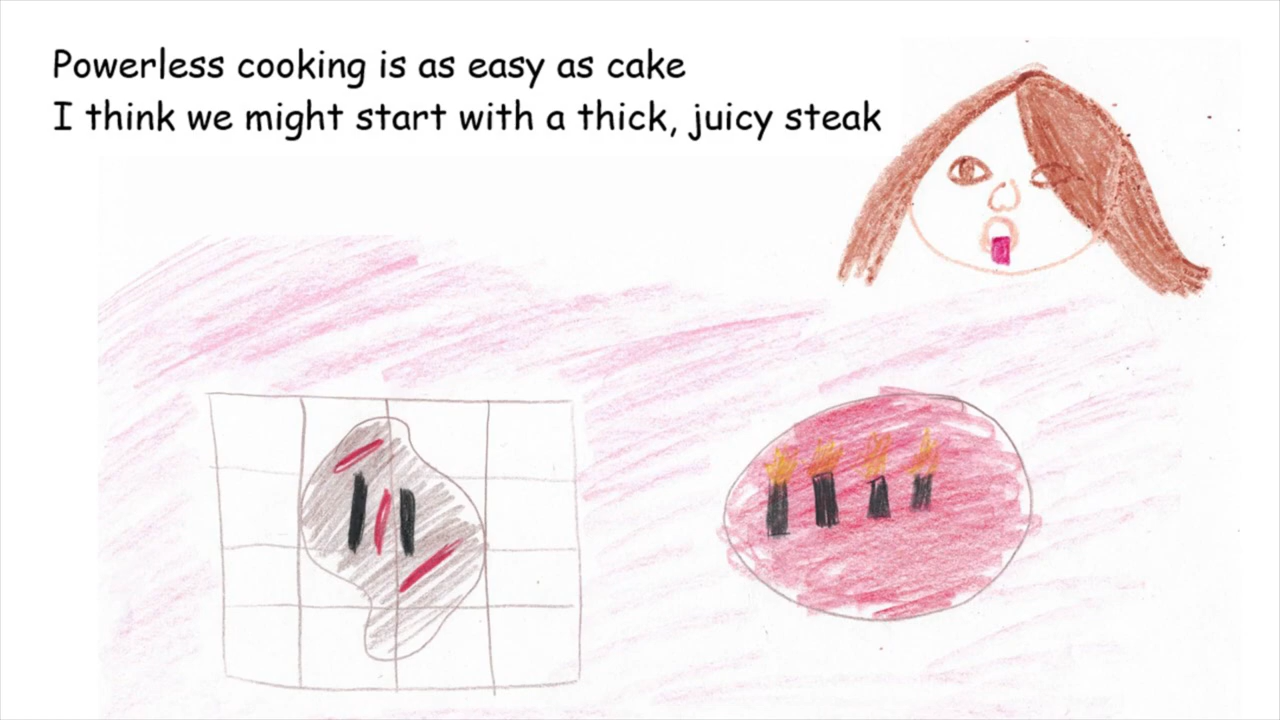 Powerless cooking is as easy as cake
I think we might start with a thick, juicy steak